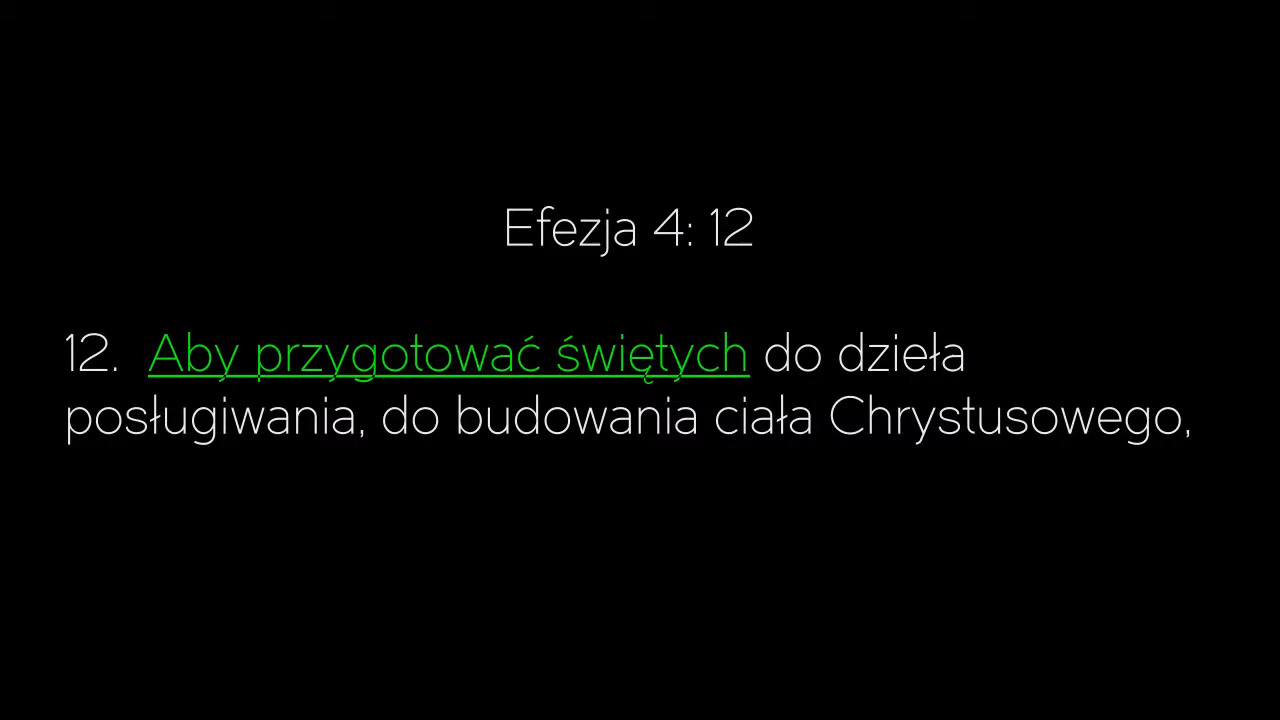 Efezja 4: 12
12. Aby przygotować świętych do dzieła
posługiwania, do budowania ciała Chrystusowego,